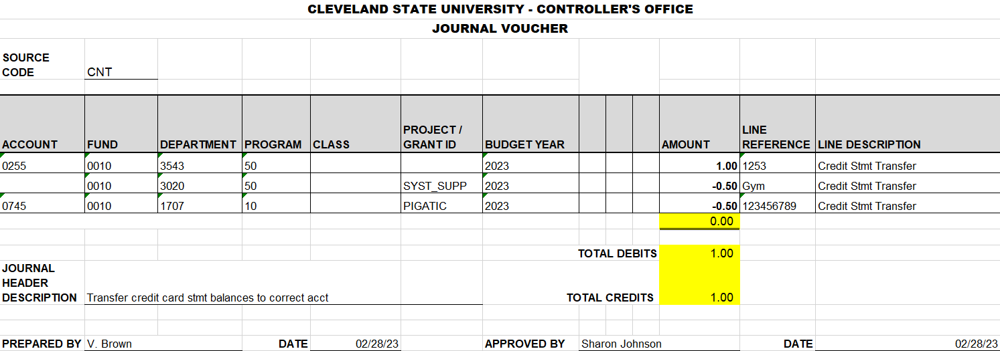 CLEVELAND STATE UNIVERSITY - CONTROLLER'S OFFICE
JOURNAL VOUCHER
SOURCE
CODE CNT
PROJECT / LINE
ACCOUNT FUND DEPARTMENT PROGRAM CLASS GRANT ID BUDGET YEAR AMOUNT REFERENCE LINE DESCRIPTION
0255 0010 3543 50 2023 1.00 1253 Credit Stmt Transfer
0010 3020 50 SYST_SUPP 2023 -0.50 Gym Credit Stmt Transfer
0745 0010 1707 10 PIGATIC 2023 -0.50 123456789 Credit Stmt Transfer
0.00
TOTAL DEBITS 1.00
JOURNAL
HEADER
DESCRIPTION Transfer credit card stmt balances to correct acct TOTAL CREDITS 1.00
PREPARED BY V. Brown DATE 02/28/23 APPROVED BY Sharon Johnson DATE 02/28/23